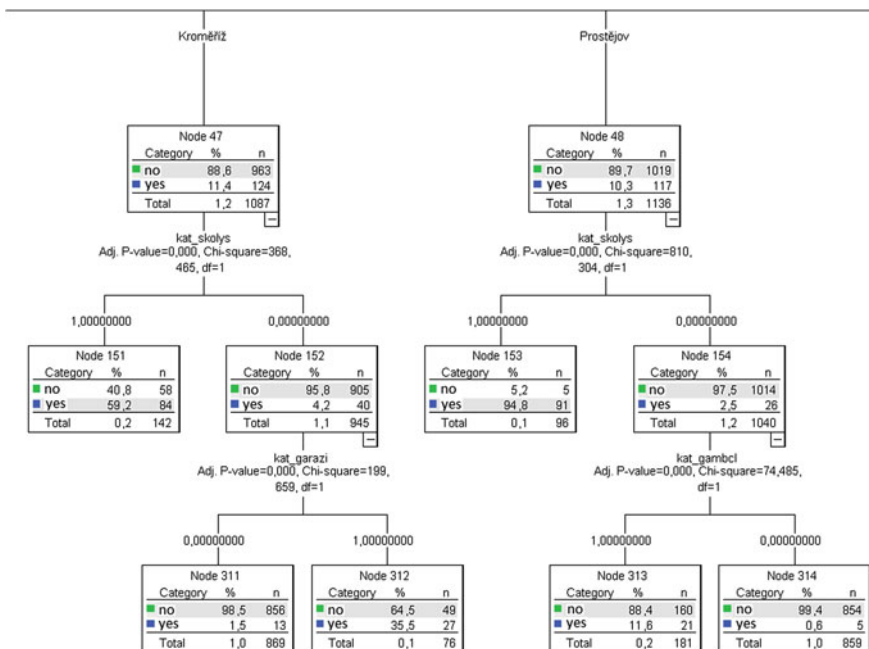 Kroměříž
Prostějov
Node 47
Category % n
no 88,6 963
yes 11,4 124
Total 1,2 1087
Node 48
Category % n
no 89,7 1019
yes 10,3 117
Total 1,3 1136
kat_skolys
Adj. P-value=0,000, Chi-square=368,
465, df=1
kat_skolys
Adj. P-value=0,000, Chi-square=810,
304, df=1
1,00000000
0,00000000
1,00000000
0,00000000
Node 151
Category % n
no 40,8 58
yes 59,2 84
Total 0,2 142
Node 152
Category % n
no 95,8 905
yes 4,2 40
Total 1,1 945
Node 153
Category % n
no 5,2 5
yes 94,8 91
Total 0,1 96
Node 154
Category % n
no 97,5 1014
yes 2,5 26
Total 1,2 1040
kat_garazi
Adj. P-value=0,000, Chi-square=199,
659, df=1
kat_gambcl
Adj. P-value=0,000, Chi-square=74,485,
df=1
0,00000000
1,00000000
1,00000000
0,00000000
Node 311
Category % n
no 98,5 856
yes 1,5 13
Total 1,0 869
Node 312
Category % n
no 64,5 49
yes 35,5 27
Total 0,1 76
Node 313
Category % n
no 88,4 160
yes 11,6 21
Total 0,2 181
Node 314
Category % n
no 99,4 854
yes 0,6 5
Total 1,0 859